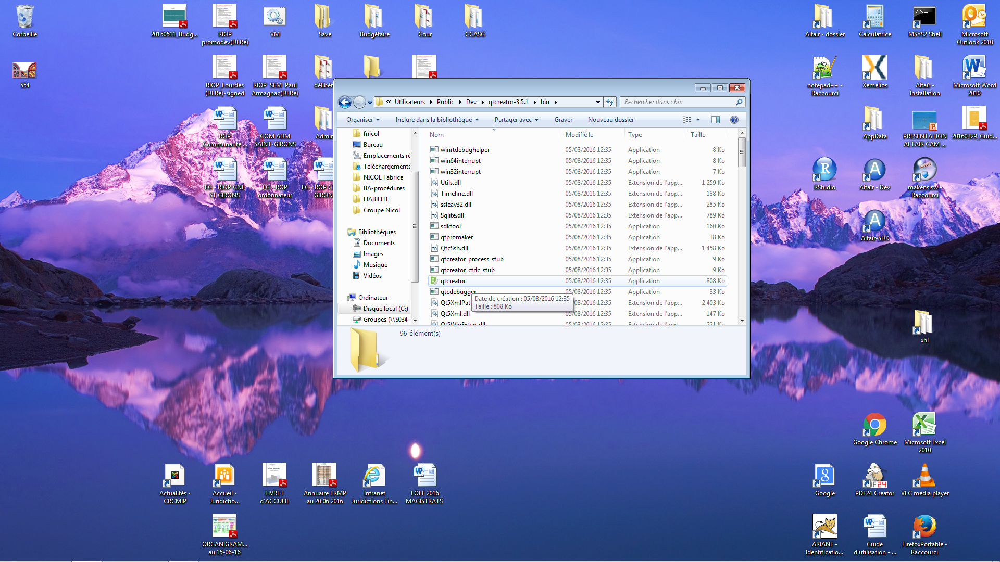 Corbeille
20150511_Budg...
RIOP
promodev(DLRé)
VM
Save
Budgétaire
Cour
CCASG
Altair - dossier
Calculatrice
MSYS2 Shell
Microsoft
Outlook 2010
554
RIOP_Lourdes
(DLRé)-signed
RIOP_SEM_Paul
Armagnac(DLRé)
délibér
notepad++ -
Raccourci
Xemelios
Altaïr -
Installation
Microsoft Word
2010
ROP
Communauté ...
COM ADM
SAINT-GIRONS
Admin
AppData
PRESENTATION
ALTAIR CAM ...
20160329_Guid...
EG - RIOP CNE
ST GIRONS
EG - ROP
ordonnateur
EG - ROP C
GIRON
RStudio
Altaïr - Dev
makensisw -
Raccourci
Altaïr-SDK
xhl
Google Chrome
Microsoft Excel
2010
Actualités -
CRCMIP
Accueil -
Juridictio...
LIVRET
d'ACCUEIL
Annuaire LRMP
au 20 06 2016
Intranet
Juridictions Fin...
LOLF 2016
MAGISTRATS
Google
PDF24 Creator
VLC media player
ORGANIGRAM...
au 15-06-16
ARIANE -
Identificatio...
Guide
d'utilisation - ...
FirefoxPortable -
Raccourci
« Utilisateurs Public Dev qtcreator-3.5.1 bin
Rechercher dans : bin
Organiser Inclure dans la bibliothèque Partager avec Graver Nouveau dossier
fnicol
Bureau
Emplacements ré
Téléchargements
NICOL Fabrice
BA-procédures
FIABILITE
Groupe Nicol
Bibliothèques
Documents
Images
Musique
Vidéos
Ordinateur
Disque local (C:)
Groupes (\\S034-
Nom Modifié le Type Taille
winrtdebughelper 05/08/2016 12:35 Application 8 Ko
win64interrupt 05/08/2016 12:35 Application 8 Ko
win32interrupt 05/08/2016 12:35 Application 7 Ko
Utils.dll 05/08/2016 12:35 Extension de l'app... 1 259 Ko
Timeline.dll 05/08/2016 12:35 Extension de l'app... 188 Ko
ssleay32.dll 05/08/2016 12:35 Extension de l'app... 285 Ko
Sqlite.dll 05/08/2016 12:35 Extension de l'app... 789 Ko
sdktool 05/08/2016 12:35 Application 160 Ko
qtpromaker 05/08/2016 12:35 Application 38 Ko
QtcSsh.dll 05/08/2016 12:35 Extension de l'app... 1 458 Ko
qtcreator_process_stub 05/08/2016 12:35 Application 9 Ko
qtcreator_ctrlc_stub 05/08/2016 12:35 Application 9 Ko
qtcreator 05/08/2016 12:35 Application 808 Ko
qtcdebugger 05/08/2016 12:35 Application 33 Ko
Qt5XmlPatt /08/2016 12:35 Extension de l'app... 2 403 Ko
Qt5Xml.dll 05/08/2016 12:35 Extension de l'app... 147 Ko
Qt5WinExtras.dll 05/08/2016 12:35 Extension de l'app... 221 Ko
Date de création : 05/08/2016 12:35
Taille : 808 Ko
96 élément(s)